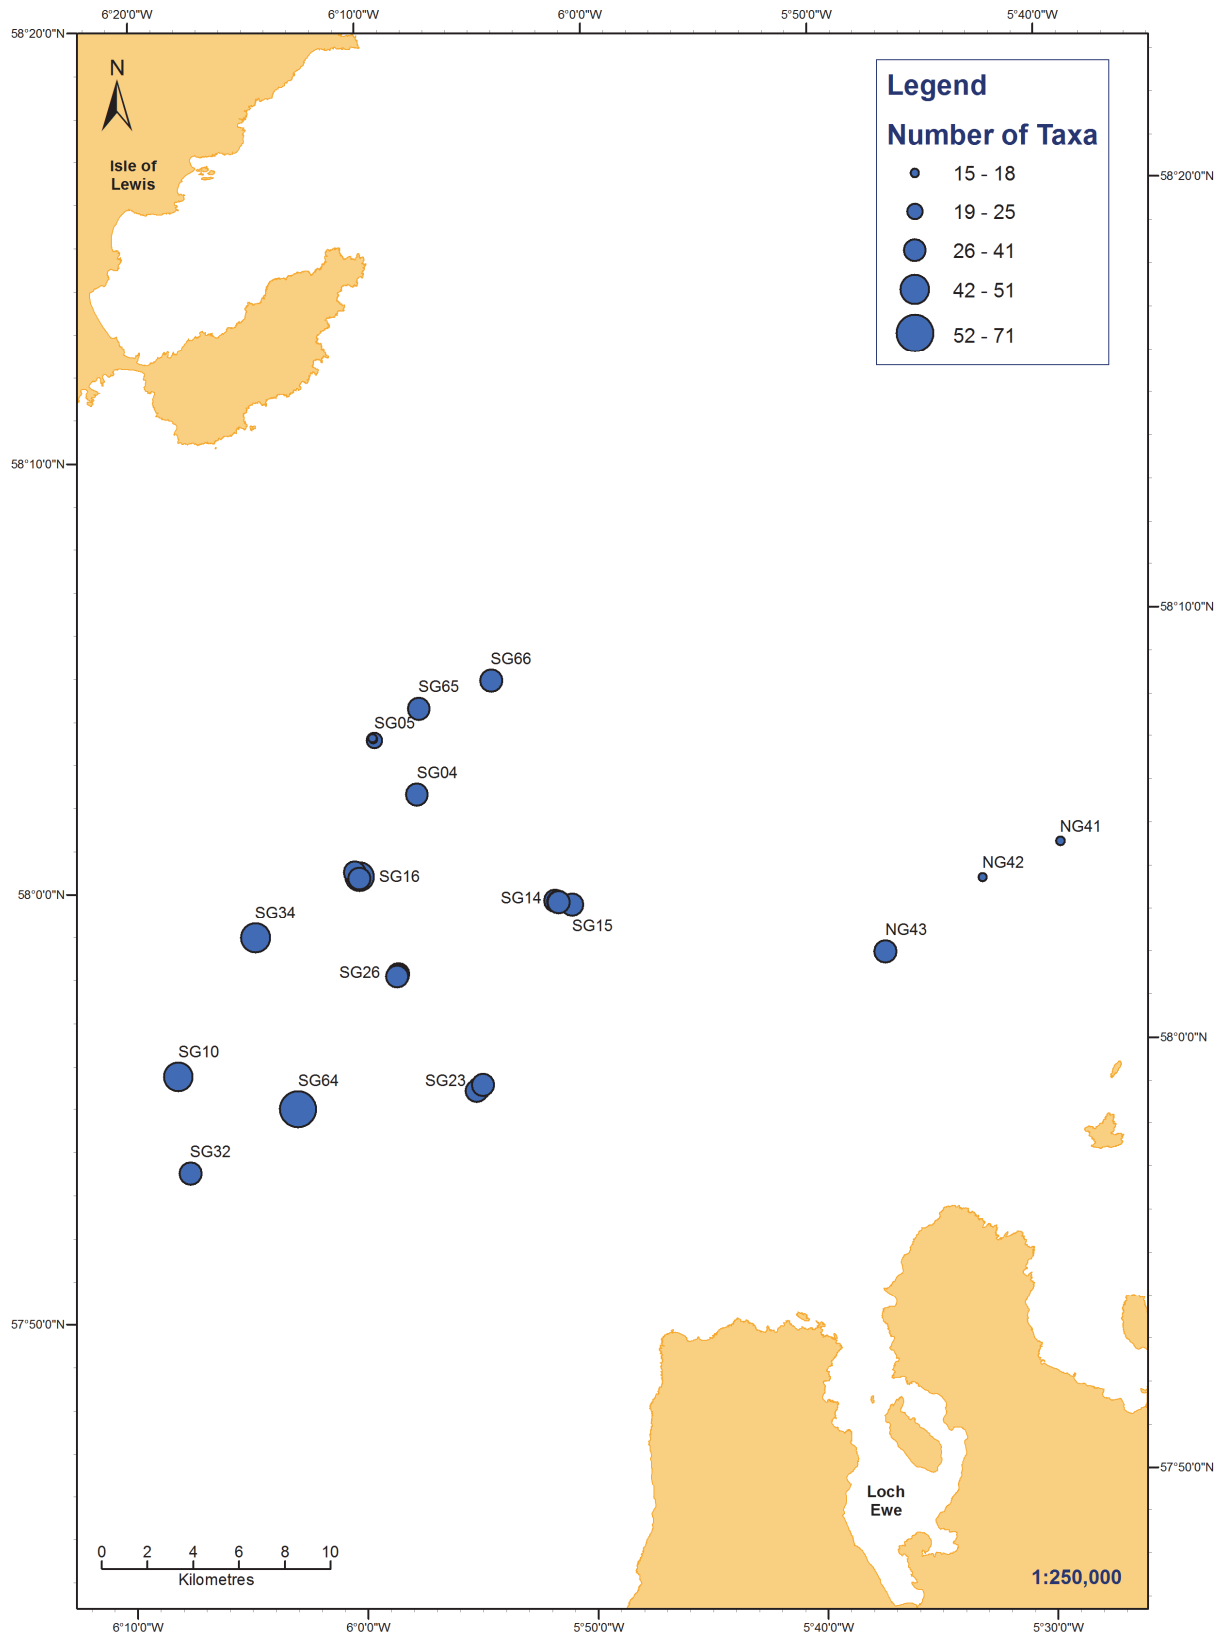 6°20'0"W 6°10'0"W 6°0'0"W 5°50'0"W 5°40'0"W
58°20'0"N
N
Legend
Number of Taxa
15 - 18
19 - 25
26 - 41
42 - 51
52 - 71
Isle of
Lewis
58°20'0"N
58°10'0"N
58°10'0"N
SG66
SG65
SG05
SG04
NG41
NG42
SG16
58°0'0"N
SG14
SG34
SG15
NG43
SG26
58°0'0"N
SG10
SG64
SG23
SG32
57°50'0"N
57°50'0"N
Loch
Ewe
0 2 4 6 8 10
Kilometres
1:250,000
6°10'0"W 6°0'0"W 5°50'0"W 5°40'0"W 5°30'0"W